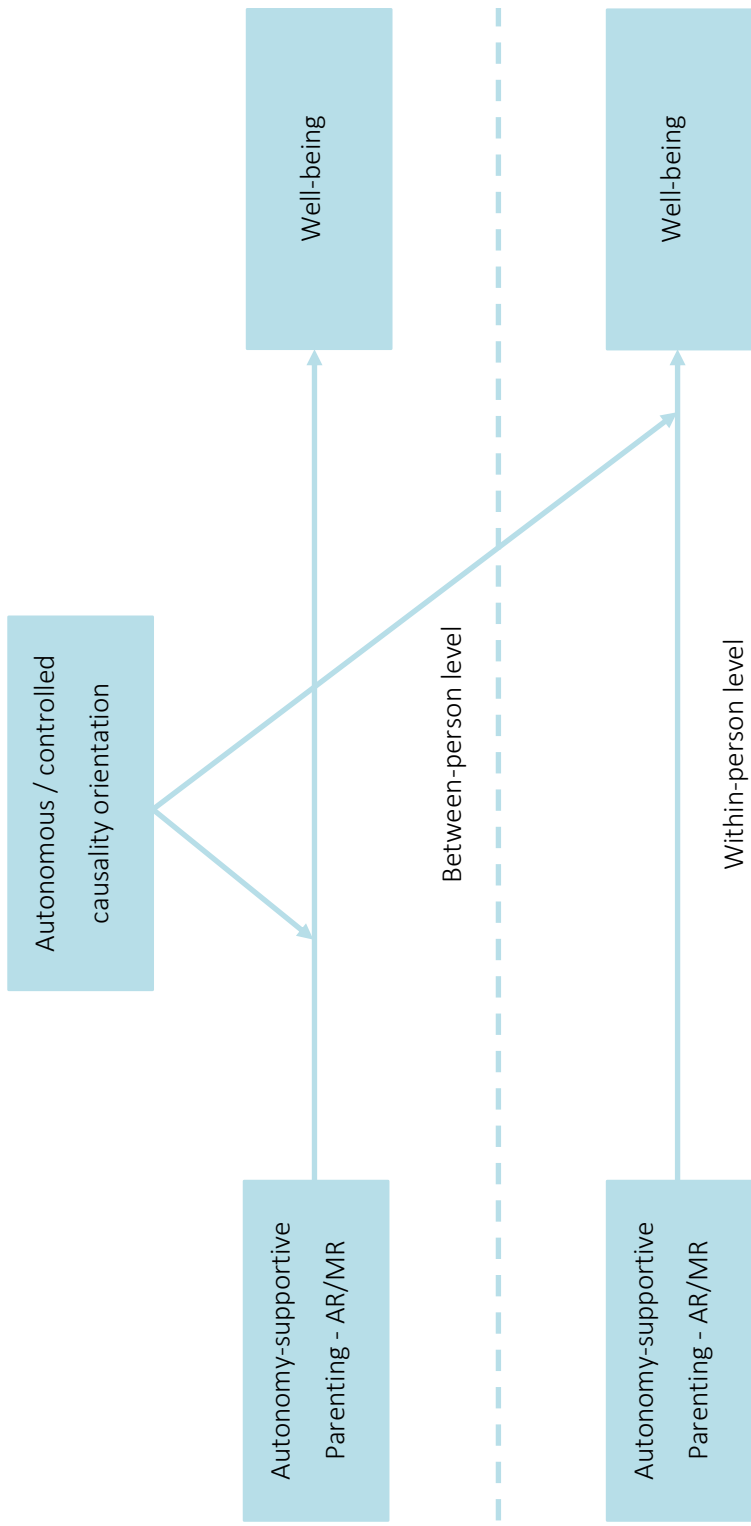 Autonomous / controlled
causality orientation
Autonomy-supportive
Parenting - AR/MR
Well-being
Between-person level
Autonomy-supportive
Parenting - AR/MR
Well-being
Within-person level